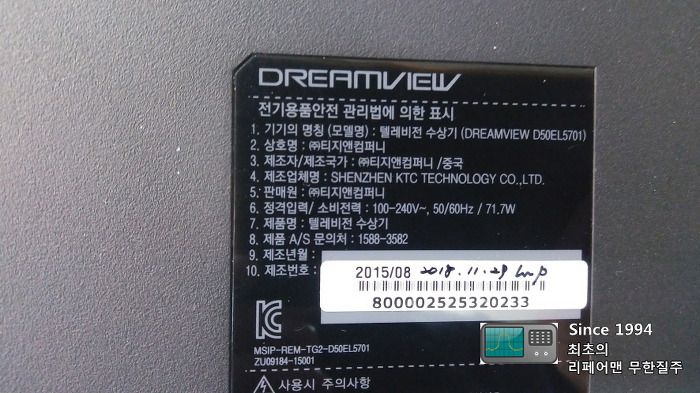 DREAMVIEW
전기용품안전 관리법에 의한 표시
1. 기기의 명칭 (모델명) : 텔레비전 수상기 (DREAMVIEW D50EL5701)
2. 상호명 : ㈜티지앤컴퍼니
3. 제조자/제조국가 : ㈜티지앤컴퍼니 /중국
4. 제조업체명 : SHENZHEN KTC TECHNOLOGY CO.,LTD.
5. 판매원 : ㈜티지앤컴퍼니
6. 정격입력/ 소비전력 : 100-240V~, 50/60Hz / 71.7W
7. 제품명 : 텔레비전 수상기
8. 제품 A/S 문의처 : 1588-3582
9. 제조년월 :
10. 제조번호 :
2015/08 2018.11.29
800002525320233
MSIP-REM-TG2-D50EL5701
ZU09184-15001
사용시 주의사항
Since 1994
최초의
리페어맨 무한질주